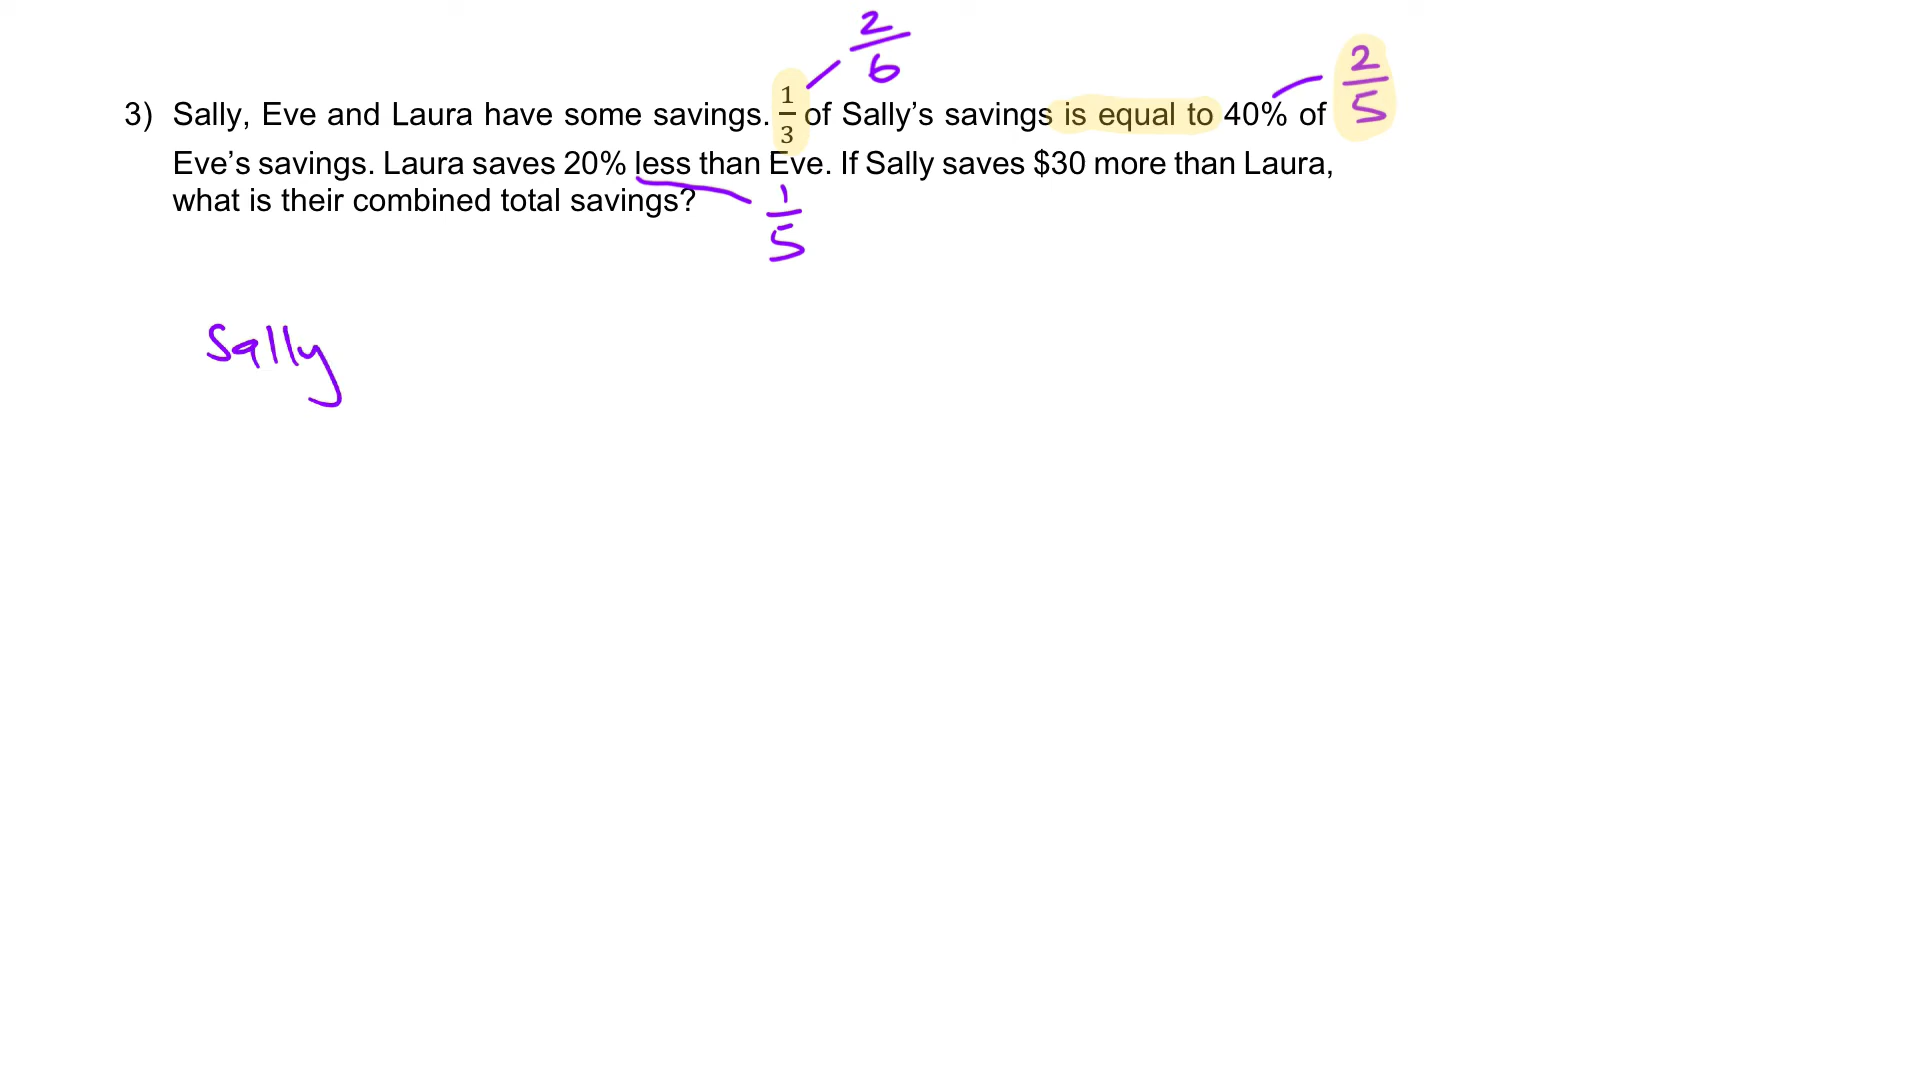 2/6
2/5
3) Sally, Eve and Laura have some savings. 1/3 of Sally’s savings is equal to 40% of
Eve’s savings. Laura saves 20% less than Eve. If Sally saves $30 more than Laura,
what is their combined total savings?
1/5
Sally